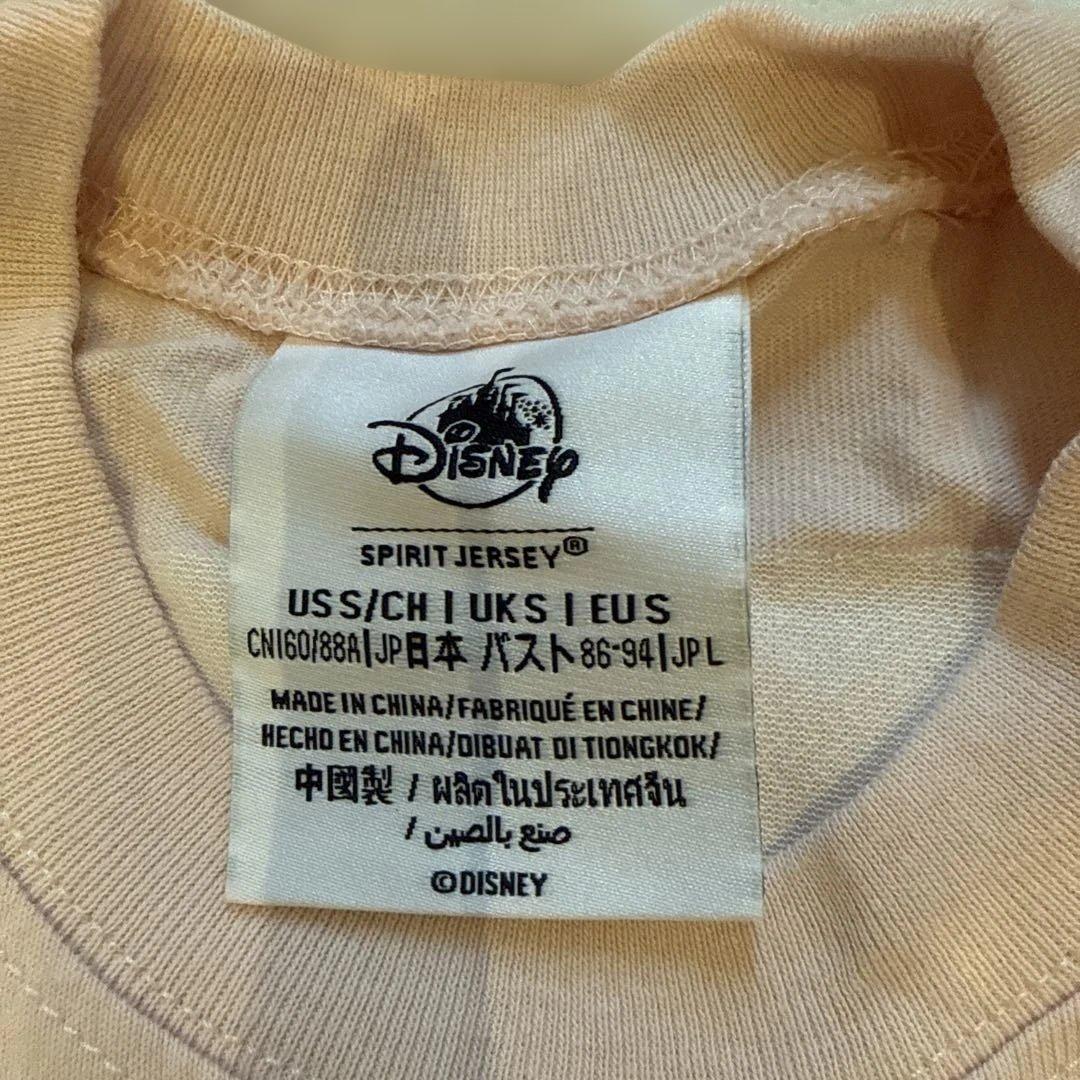 DISNEY
SPIRIT JERSEY®
US S/CH | UK S | EU S
CN160/88A|JP日本 バスト86-94|JP L
MADE IN CHINA/FABRIQUÉ EN CHINE/
HECHO EN CHINA/DIBUAT DI TIONGKOK/
中國製 / ผลิตในประเทศจีน
/ صنع بالصين
©DISNEY